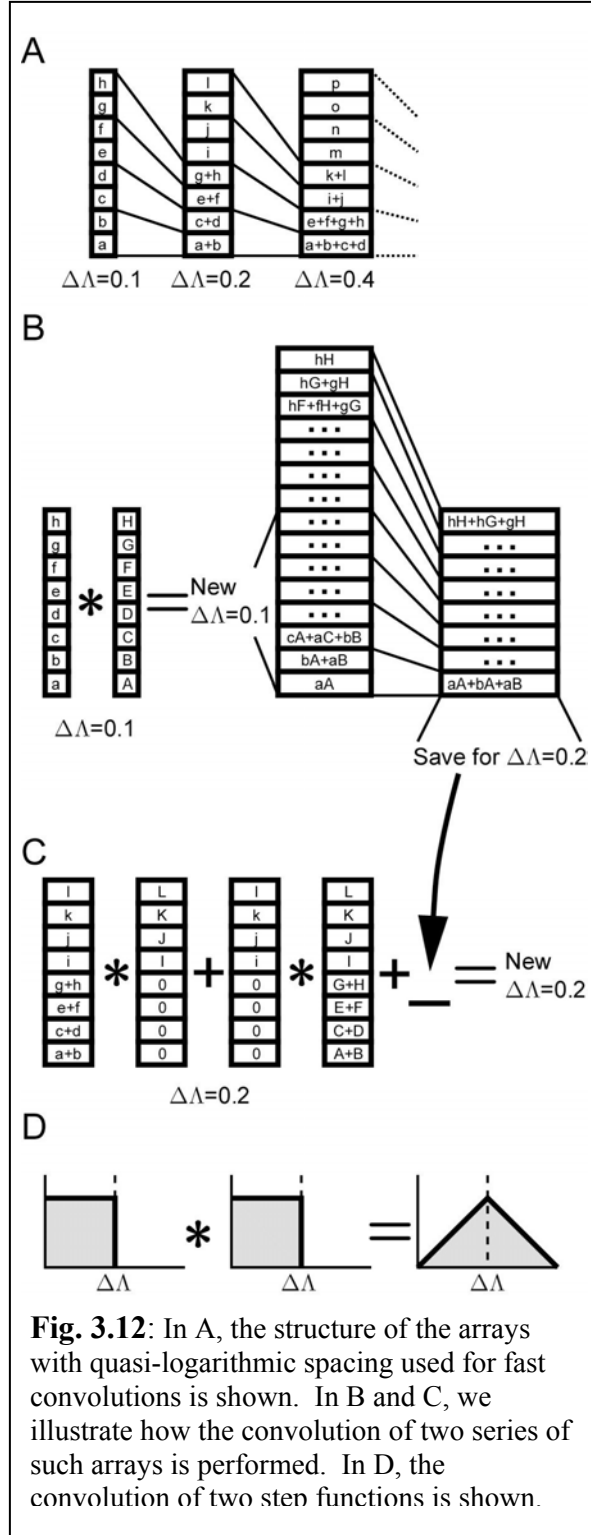 A
h l p
g k o
f j n
e i m
d g+h k+l
c e+f i+j
b c+d e+f+g+h
a a+b a+b+c+d
ΔΛ=0.1 ΔΛ=0.2 ΔΛ=0.4
B
hH
hG+gH
hF+fH+gG
...
...
...
...
h H ... hH+hG+gH
g G ... ...
f F ... ...
e E ... ...
d D ... ...
c C cA+aC+bB ...
b B bA+aB ...
a A aA aA+bA+aB
* = New
ΔΛ=0.1
ΔΛ=0.1
Save for ΔΛ=0.2
C
l L l L
k K k K
j J j J
i I i I
g+h 0 0 G+H
e+f 0 0 E+F
c+d 0 0 C+D
a+b 0 0 A+B
* + * + _ = New
ΔΛ=0.2
ΔΛ=0.2
D
* =
ΔΛ ΔΛ ΔΛ
Fig. 3.12: In A, the structure of the arrays
with quasi-logarithmic spacing used for fast
convolutions is shown. In B and C, we
illustrate how the convolution of two series of
such arrays is performed. In D, the
convolution of two step functions is shown.